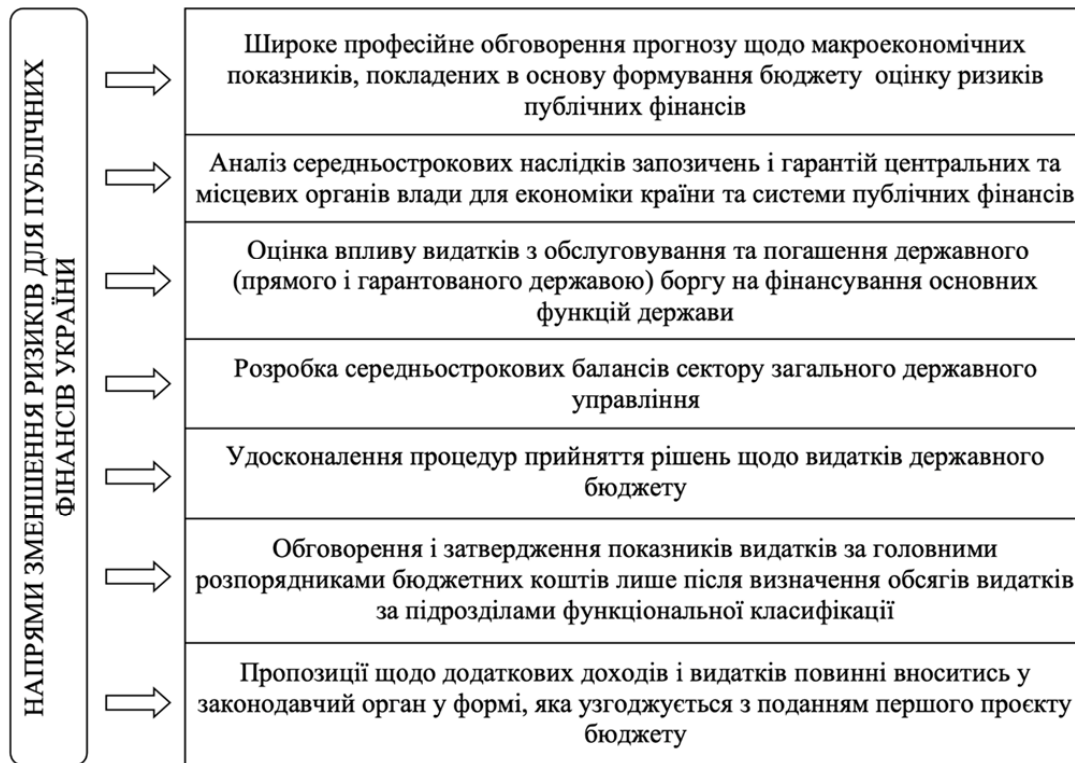 НАПРЯМИ ЗМЕНШЕННЯ РИЗИКІВ ДЛЯ ПУБЛІЧНИХ
ФІНАНСІВ УКРАЇНИ
Широке професійне обговорення прогнозу щодо макроекономічних
показників, покладених в основу формування бюджету оцінку ризиків
публічних фінансів
Аналіз середньострокових наслідків запозичень і гарантій центральних та
місцевих органів влади для економіки країни та системи публічних фінансів
Оцінка впливу видатків з обслуговування та погашення державного
(прямого і гарантованого державою) боргу на фінансування основних
функцій держави
Розробка середньострокових балансів сектору загального державного
управління
Удосконалення процедур прийняття рішень щодо видатків державного
бюджету
Обговорення і затвердження показників видатків за головними
розпорядниками бюджетних коштів лише після визначення обсягів видатків
за підрозділами функціональної класифікації
Пропозиції щодо додаткових доходів і видатків повинні вноситись у
законодавчий орган у формі, яка узгоджується з поданням першого проєкту
бюджету